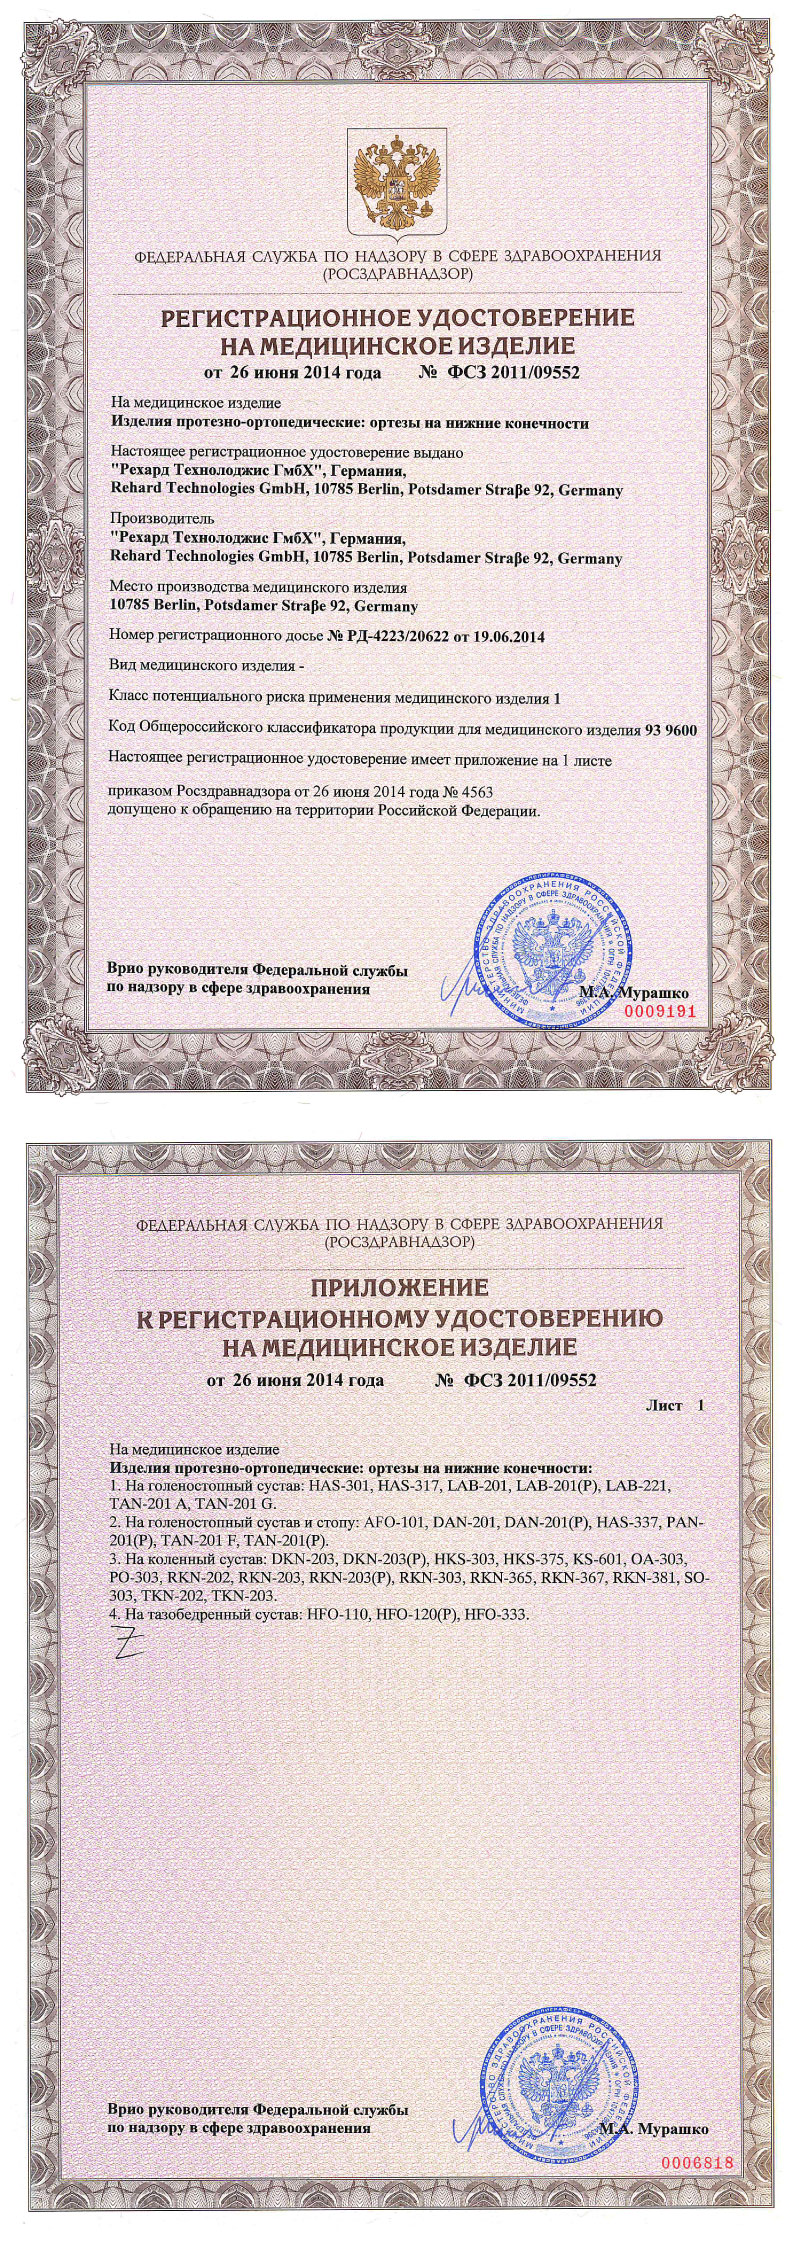 ФЕДЕРАЛЬНАЯ СЛУЖБА ПО НАДЗОРУ В СФЕРЕ ЗДРАВООХРАНЕНИЯ
(РОСЗДРАВНАДЗОР)
РЕГИСТРАЦИОННОЕ УДОСТОВЕРЕНИЕ
НА МЕДИЦИНСКОЕ ИЗДЕЛИЕ
от 26 июня 2014 года № ФСЗ 2011/09552
На медицинское изделие
Изделия протезно-ортопедические: ортезы на нижние конечности
Настоящее регистрационное удостоверение выдано
"Рехард Технолоджис ГмбХ", Германия,
Rehard Technologies GmbH, 10785 Berlin, Potsdamer Straβe 92, Germany
Производитель
"Рехард Технолоджис ГмбХ", Германия,
Rehard Technologies GmbH, 10785 Berlin, Potsdamer Straβe 92, Germany
Место производства медицинского изделия
10785 Berlin, Potsdamer Straβe 92, Germany
Номер регистрационного досье № РД-4223/20622 от 19.06.2014
Вид медицинского изделия -
Класс потенциального риска применения медицинского изделия 1
Код Общероссийского классификатора продукции для медицинского изделия 93 9600
Настоящее регистрационное удостоверение имеет приложение на 1 листе
приказом Росздравнадзора от 26 июня 2014 года № 4563
допущено к обращению на территории Российской Федерации.
Врио руководителя Федеральной службы
по надзору в сфере здравоохранения
М.А. Мурашко
0009191
ФЕДЕРАЛЬНАЯ СЛУЖБА ПО НАДЗОРУ В СФЕРЕ ЗДРАВООХРАНЕНИЯ
(РОСЗДРАВНАДЗОР)
ПРИЛОЖЕНИЕ
К РЕГИСТРАЦИОННОМУ УДОСТОВЕРЕНИЮ
НА МЕДИЦИНСКОЕ ИЗДЕЛИЕ
от 26 июня 2014 года № ФСЗ 2011/09552
Лист 1
На медицинское изделие
Изделия протезно-ортопедические: ортезы на нижние конечности:
1. На голеностопный сустав: HAS-301, HAS-317, LAB-201, LAB-201(P), LAB-221,
TAN-201 A, TAN-201 G.
2. На голеностопный сустав и стопу: AFO-101, DAN-201, DAN-201(P), HAS-337, PAN-
201(P), TAN-201 F, TAN-201(P).
3. На коленный сустав: DKN-203, DKN-203(P), HKS-303, HKS-375, KS-601, OA-303,
PO-303, RKN-202, RKN-203, RKN-203(P), RKN-303, RKN-365, RKN-367, RKN-381, SO-
303, TKN-202, TKN-203.
4. На тазобедренный сустав: HFO-110, HFO-120(P), HFO-333.
Врио руководителя Федеральной службы
по надзору в сфере здравоохранения
М.А. Мурашко
0006818